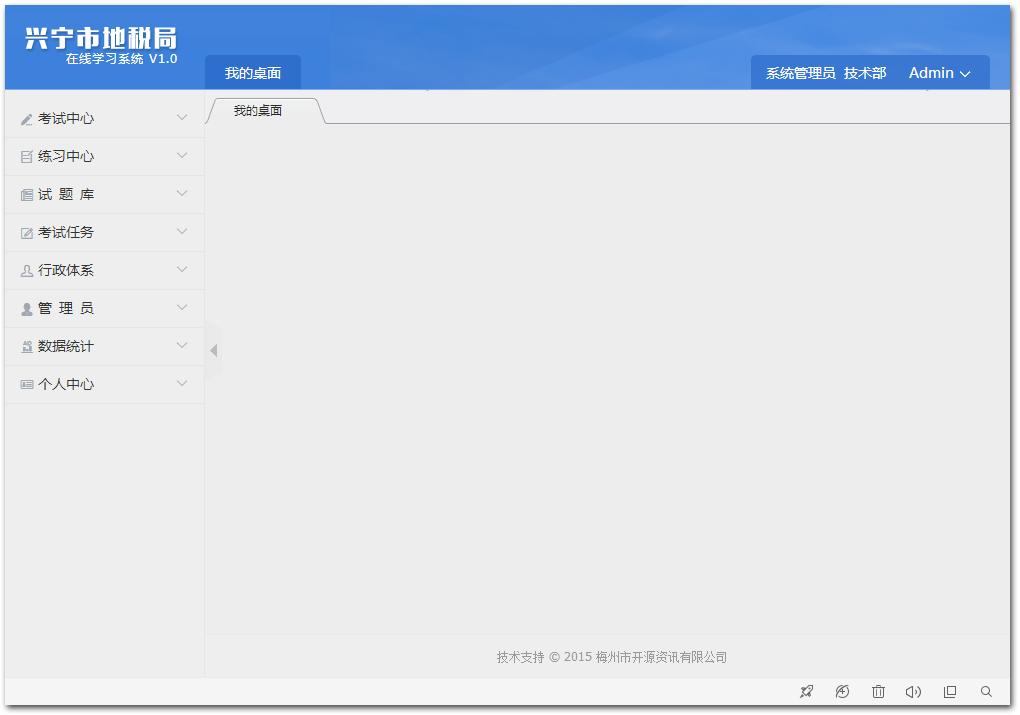 兴宁市地税局
在线学习系统 V1.0
我的桌面
系统管理员 技术部 Admin
我的桌面
考试中心
练习中心
试 题 库
考试任务
行政体系
管 理 员
数据统计
个人中心
技术支持 © 2015 梅州市开源资讯有限公司